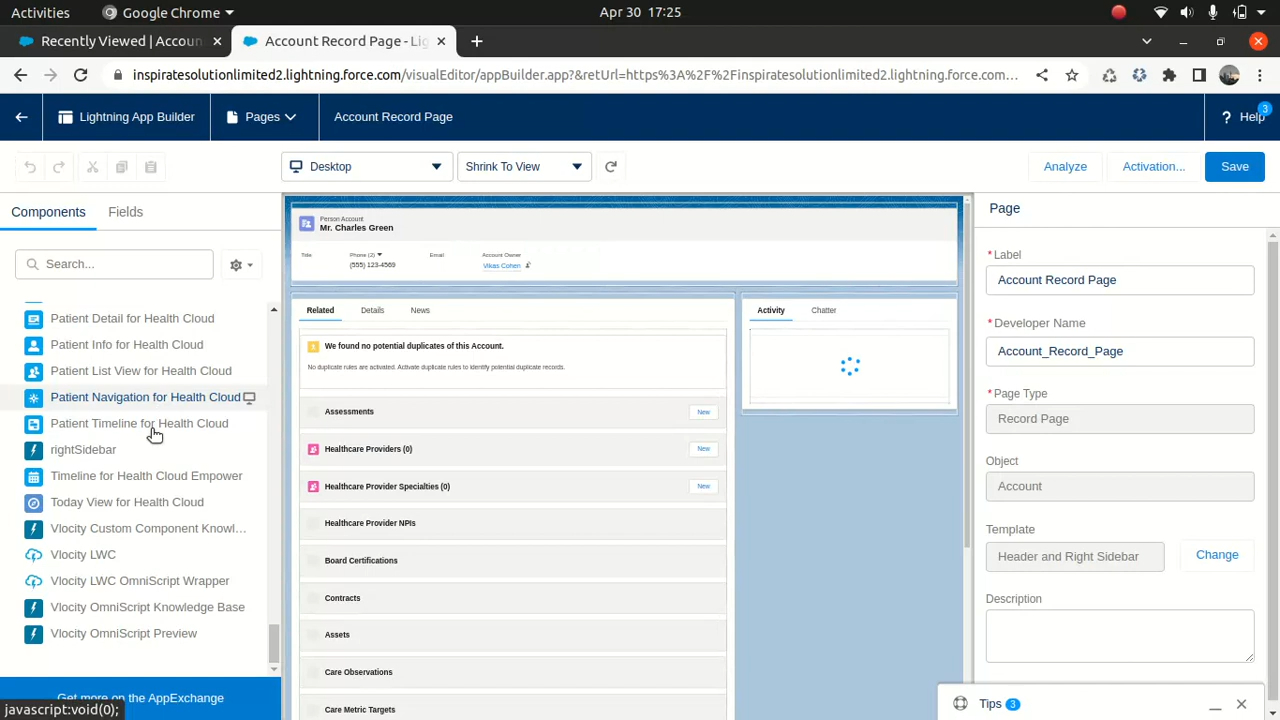 Activities
Google Chrome
Apr 30 17:25
Recently Viewed | Accoun
Account Record Page - Lig
inspiratesolutionlimited2.lightning.force.com/visualEditor/appBuilder.app?&retUrl=https%3A%2F%2Finspiratesolutionlimited2.lightning.force.com...
Lightning App Builder
Pages
Account Record Page
Help
3
Desktop
Shrink To View
Analyze
Activation...
Save
Components
Fields
Search...
Patient Detail for Health Cloud
Patient Info for Health Cloud
Patient List View for Health Cloud
Patient Navigation for Health Cloud
Patient Timeline for Health Cloud
rightSidebar
Timeline for Health Cloud Empower
Today View for Health Cloud
Vlocity Custom Component Knowl...
Vlocity LWC
Vlocity LWC OmniScript Wrapper
Vlocity OmniScript Knowledge Base
Vlocity OmniScript Preview
Get more on the AppExchange
javascript:void(0);
Person Account
Mr. Charles Green
Title
Phone (2)
Email
Account Owner
(555) 123-4569
Vikas Cohen
Related
Details
News
We found no potential duplicates of this Account.
No duplicate rules are activated. Activate duplicate rules to identify potential duplicate records.
Assessments
New
Healthcare Providers (0)
New
Healthcare Provider Specialties (0)
New
Healthcare Provider NPIs
Board Certifications
Contracts
Assets
Care Observations
Care Metric Targets
Activity
Chatter
Page
*Label
Account Record Page
*Developer Name
Account_Record_Page
*Page Type
Record Page
Object
Account
Template
Header and Right Sidebar
Change
Description
Tips 3